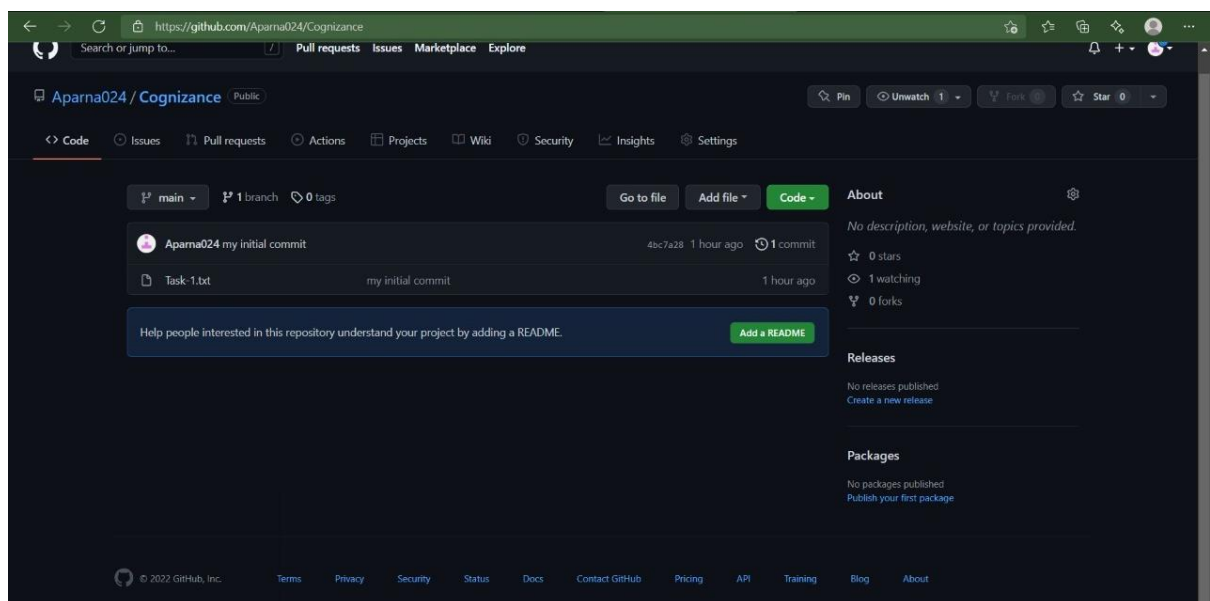 https://github.com/Aparna024/Cognizance
Search or jump to... / Pull requests Issues Marketplace Explore
Aparna024 / Cognizance Public
Pin Unwatch 1 Fork 0 Star 0
<> Code Issues Pull requests Actions Projects Wiki Security Insights Settings
main 1 branch 0 tags Go to file Add file Code
About
No description, website, or topics provided.
Aparna024 my initial commit 4bc7a28 1 hour ago 1 commit
0 stars
Task-1.txt my initial commit 1 hour ago
1 watching
0 forks
Help people interested in this repository understand your project by adding a README. Add a README
Releases
No releases published
Create a new release
Packages
No packages published
Publish your first package
© 2022 GitHub, Inc. Terms Privacy Security Status Docs Contact GitHub Pricing API Training Blog About